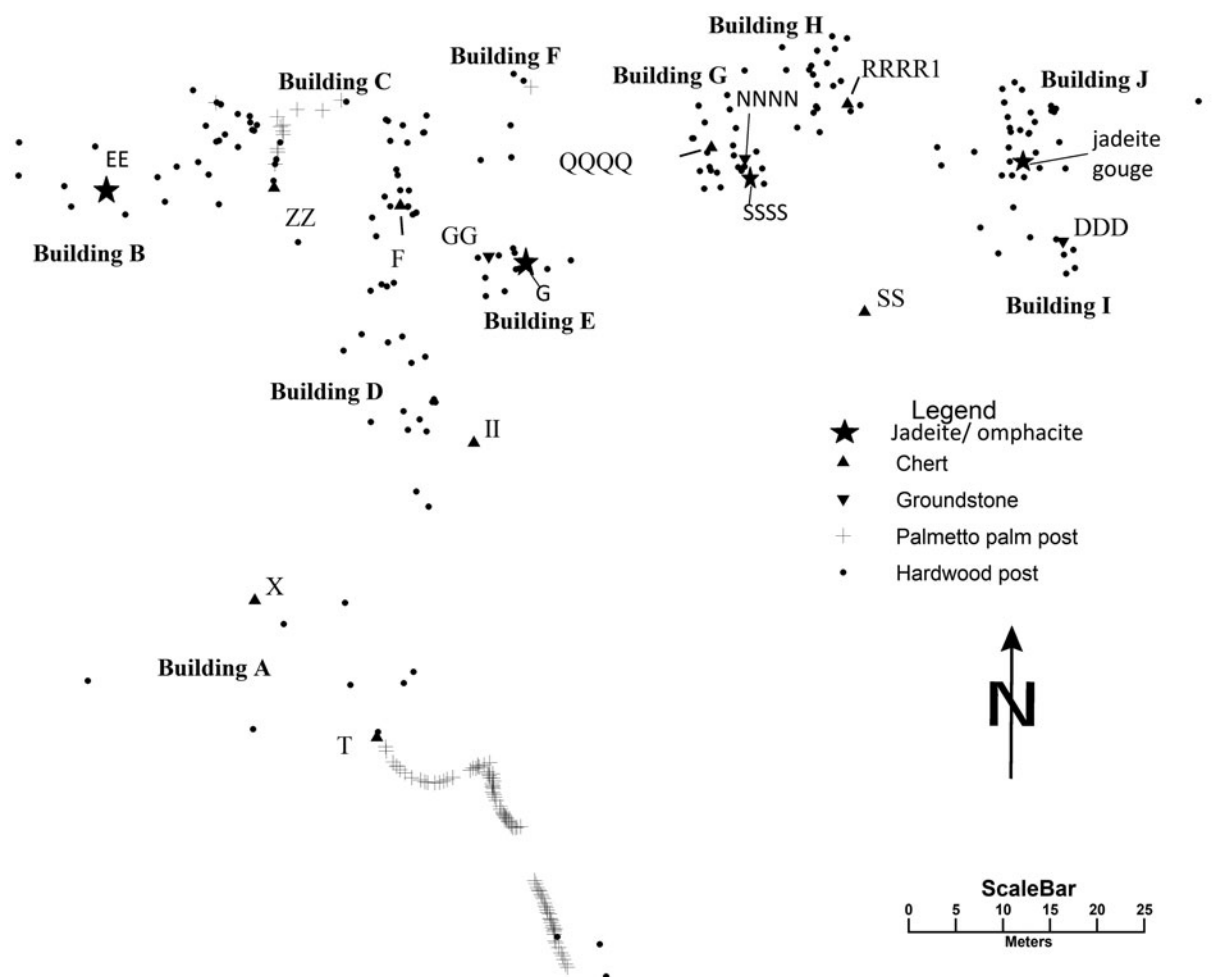 Building H
Building F
Building C
Building G
RRRR1
Building J
NNNN
jadeite
gouge
EE
QQQQ
SSSS
ZZ
Building B
F
GG
G
DDD
Building E
SS
Building I
Building D
II
Legend
Jadeite/ omphacite
Chert
Groundstone
Palmetto palm post
Hardwood post
X
Building A
T
N
ScaleBar
0 5 10 15 20 25
Meters